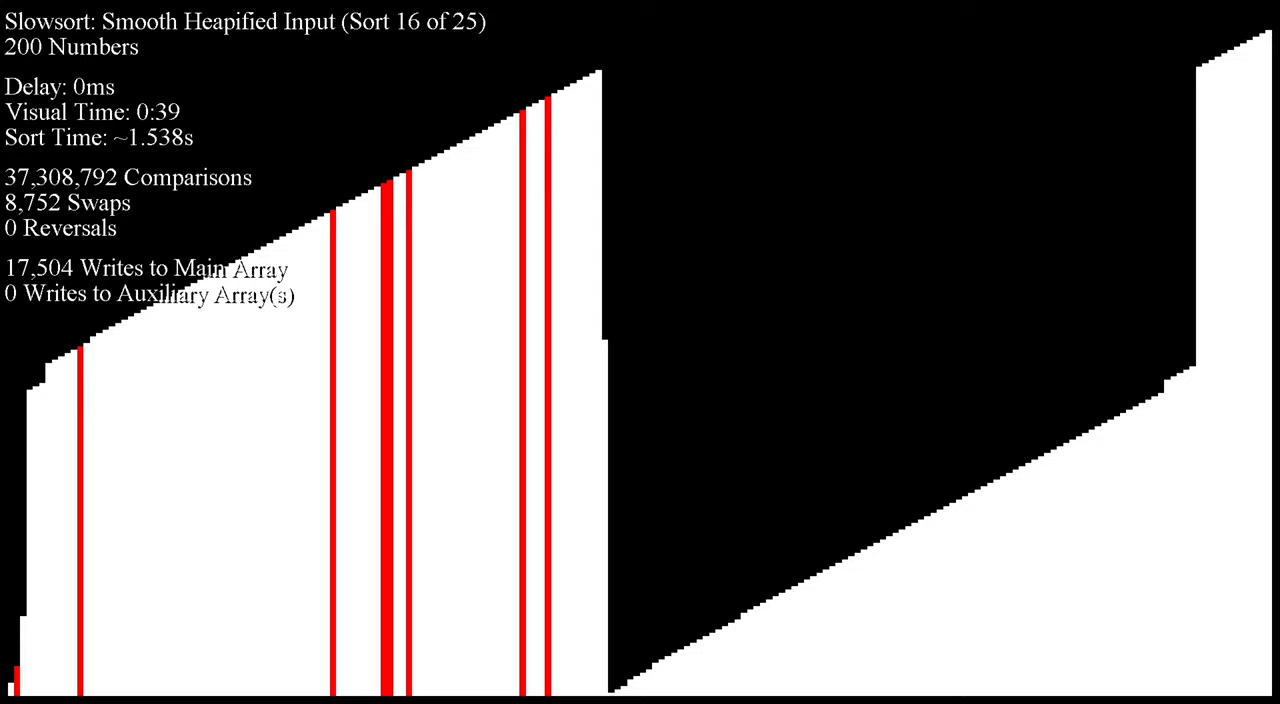 Slowsort: Smooth Heapified Input (Sort 16 of 25)
200 Numbers
Delay: 0ms
Visual Time: 0:39
Sort Time: ~1.538s
37,308,792 Comparisons
8,752 Swaps
0 Reversals
17,504 Writes to Main Array
0 Writes to Auxiliary Array(s)